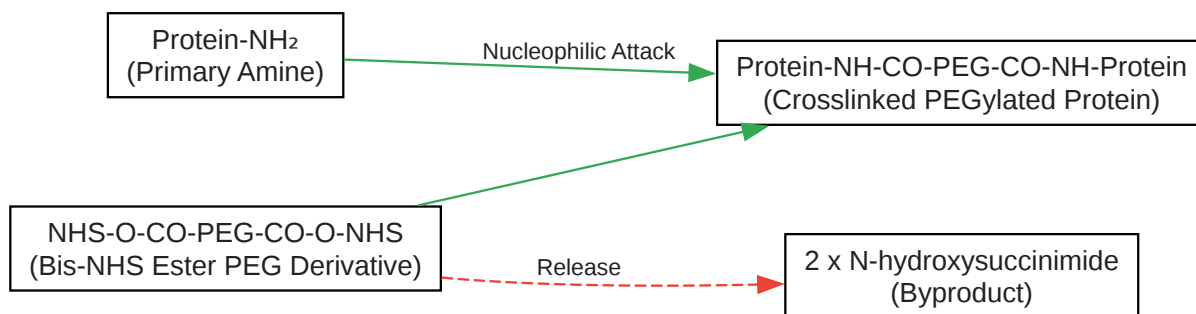 Protein-NH₂
(Primary Amine)
Nucleophilic Attack
Protein-NH-CO-PEG-CO-NH-Protein
(Crosslinked PEGylated Protein)
NHS-O-CO-PEG-CO-O-NHS
(Bis-NHS Ester PEG Derivative)
Release
2 x N-hydroxysuccinimide
(Byproduct)